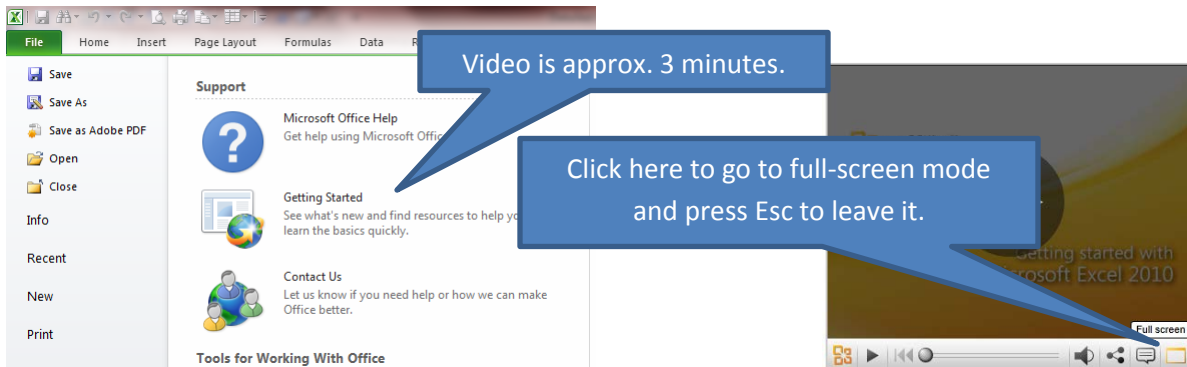 File Home Insert Page Layout Formulas Data
Video is approx. 3 minutes.
Save
Save As
Save as Adobe PDF
Open
Close
Info
Recent
New
Print
Support
Microsoft Office Help
Get help using Microsoft
Getting Started
See what's new and find resources to help
learn the basics quickly.
Contact Us
Let us know if you need help or how we can make
Office better.
Tools for Working With Office
Click here to go to full-screen mode
and press Esc to leave it.
Getting started with
Microsoft Excel 2010
Full screen